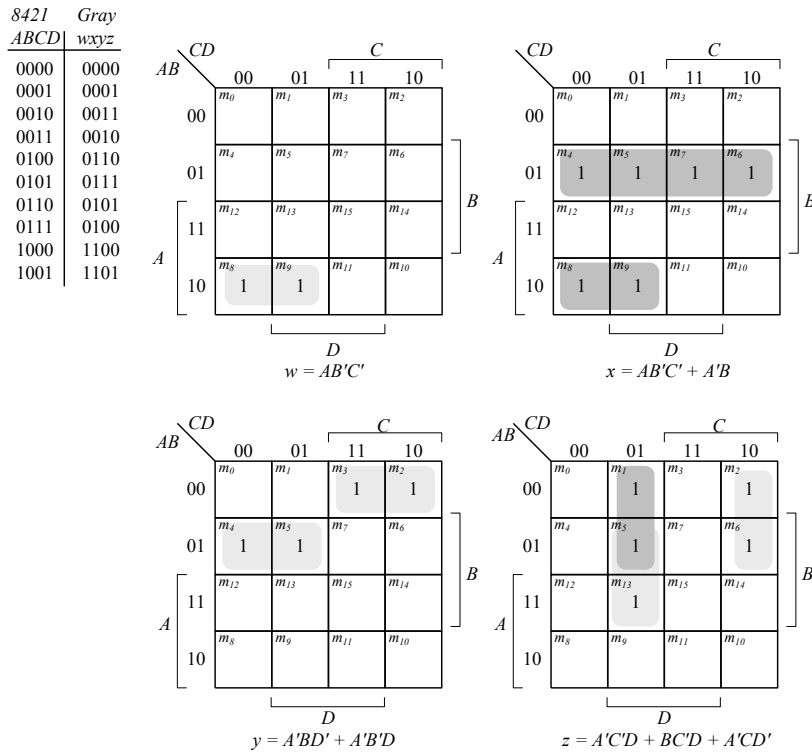 8421 Gray
ABCD wxyz
0000 0000
0001 0001
0010 0011
0011 0010
0100 0110
0101 0111
0110 0101
0111 0100
1000 1100
1001 1101
CD C
AB 00 01 11 10
m0 m1 m3 m2
00
m4 m5 m7 m6
01 B
m12 m13 m15 m14
11
A
m8 m9 m11 m10
10 1 1
D
w = AB'C'
CD C
AB 00 01 11 10
m0 m1 m3 m2
00
m4 m5 m7 m6
01 1 1 1 1
B
m12 m13 m15 m14
11
A
m8 m9 m11 m10
10 1 1
D
x = AB'C' + A'B
CD C
AB 00 01 11 10
m0 m1 m3 m2
00 1 1
m4 m5 m7 m6
01 1 1
B
m12 m13 m15 m14
11
A
m8 m9 m11 m10
10
D
y = A'BD' + A'B'D
CD C
AB 00 01 11 10
m0 m1 m3 m2
00 1 1
m4 m5 m7 m6
01 1 1
B
m12 m13 m15 m14
11 1
A
m8 m9 m11 m10
10
D
z = A'C'D + BC'D + A'CD'